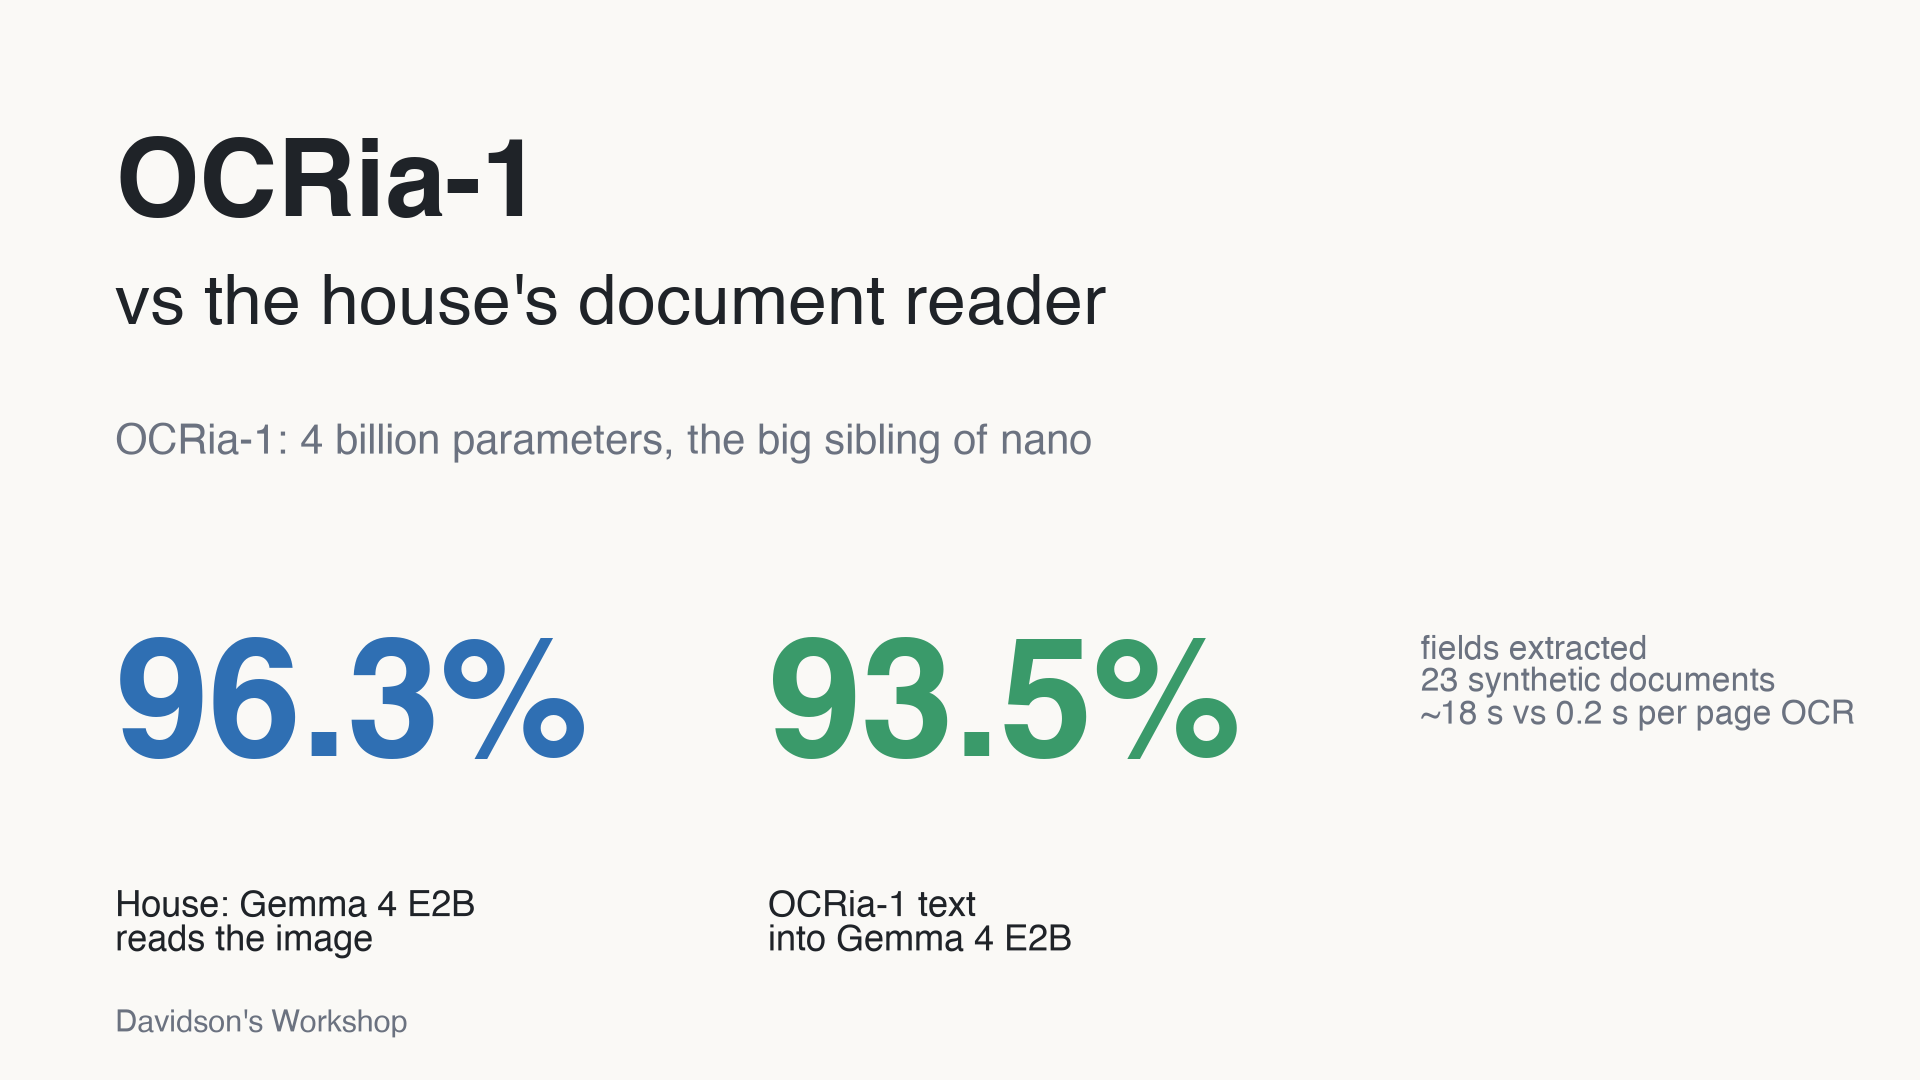 OCRia-1
vs the house's document reader
OCRia-1: 4 billion parameters, the big sibling of nano
96.3%
93.5%
fields extracted
23 synthetic documents
~18 s vs 0.2 s per page OCR
House: Gemma 4 E2B
reads the image
OCRia-1 text
into Gemma 4 E2B
Davidson's Workshop